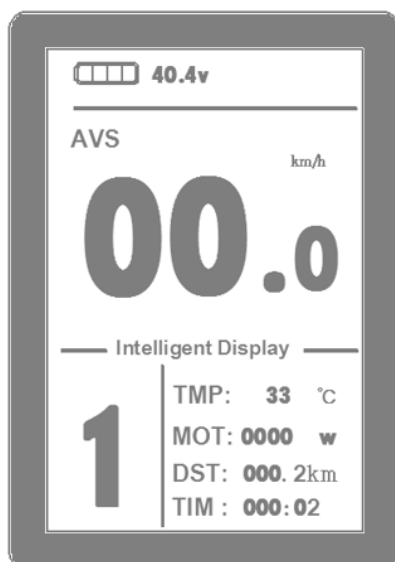 40.4v
AVS
km/h
00.0
Intelligent Display
1
TMP: 33 ℃
MOT: 0000 w
DST: 000. 2km
TIM : 000:02